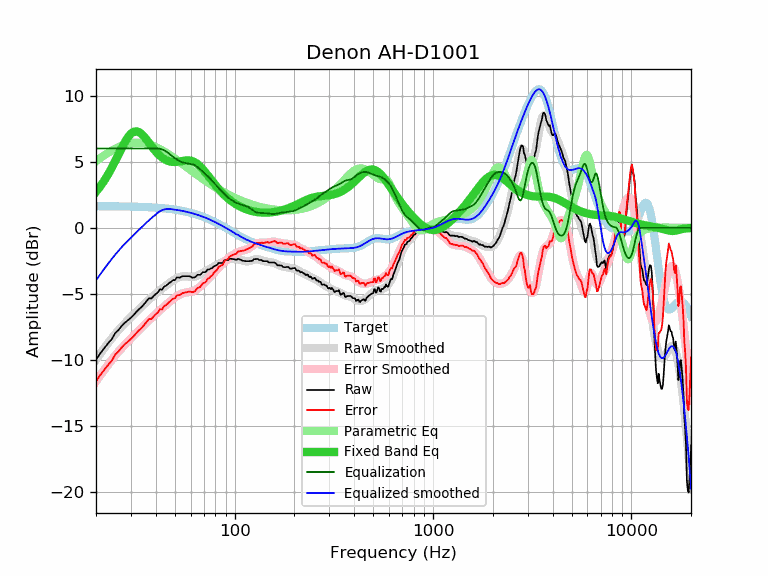 Denon AH-D1001
Amplitude (dBr)
10
5
0
−5
−10
−15
−20
Target
Raw Smoothed
Error Smoothed
Raw
Error
Parametric Eq
Fixed Band Eq
Equalization
Equalized smoothed
100
1000
10000
Frequency (Hz)